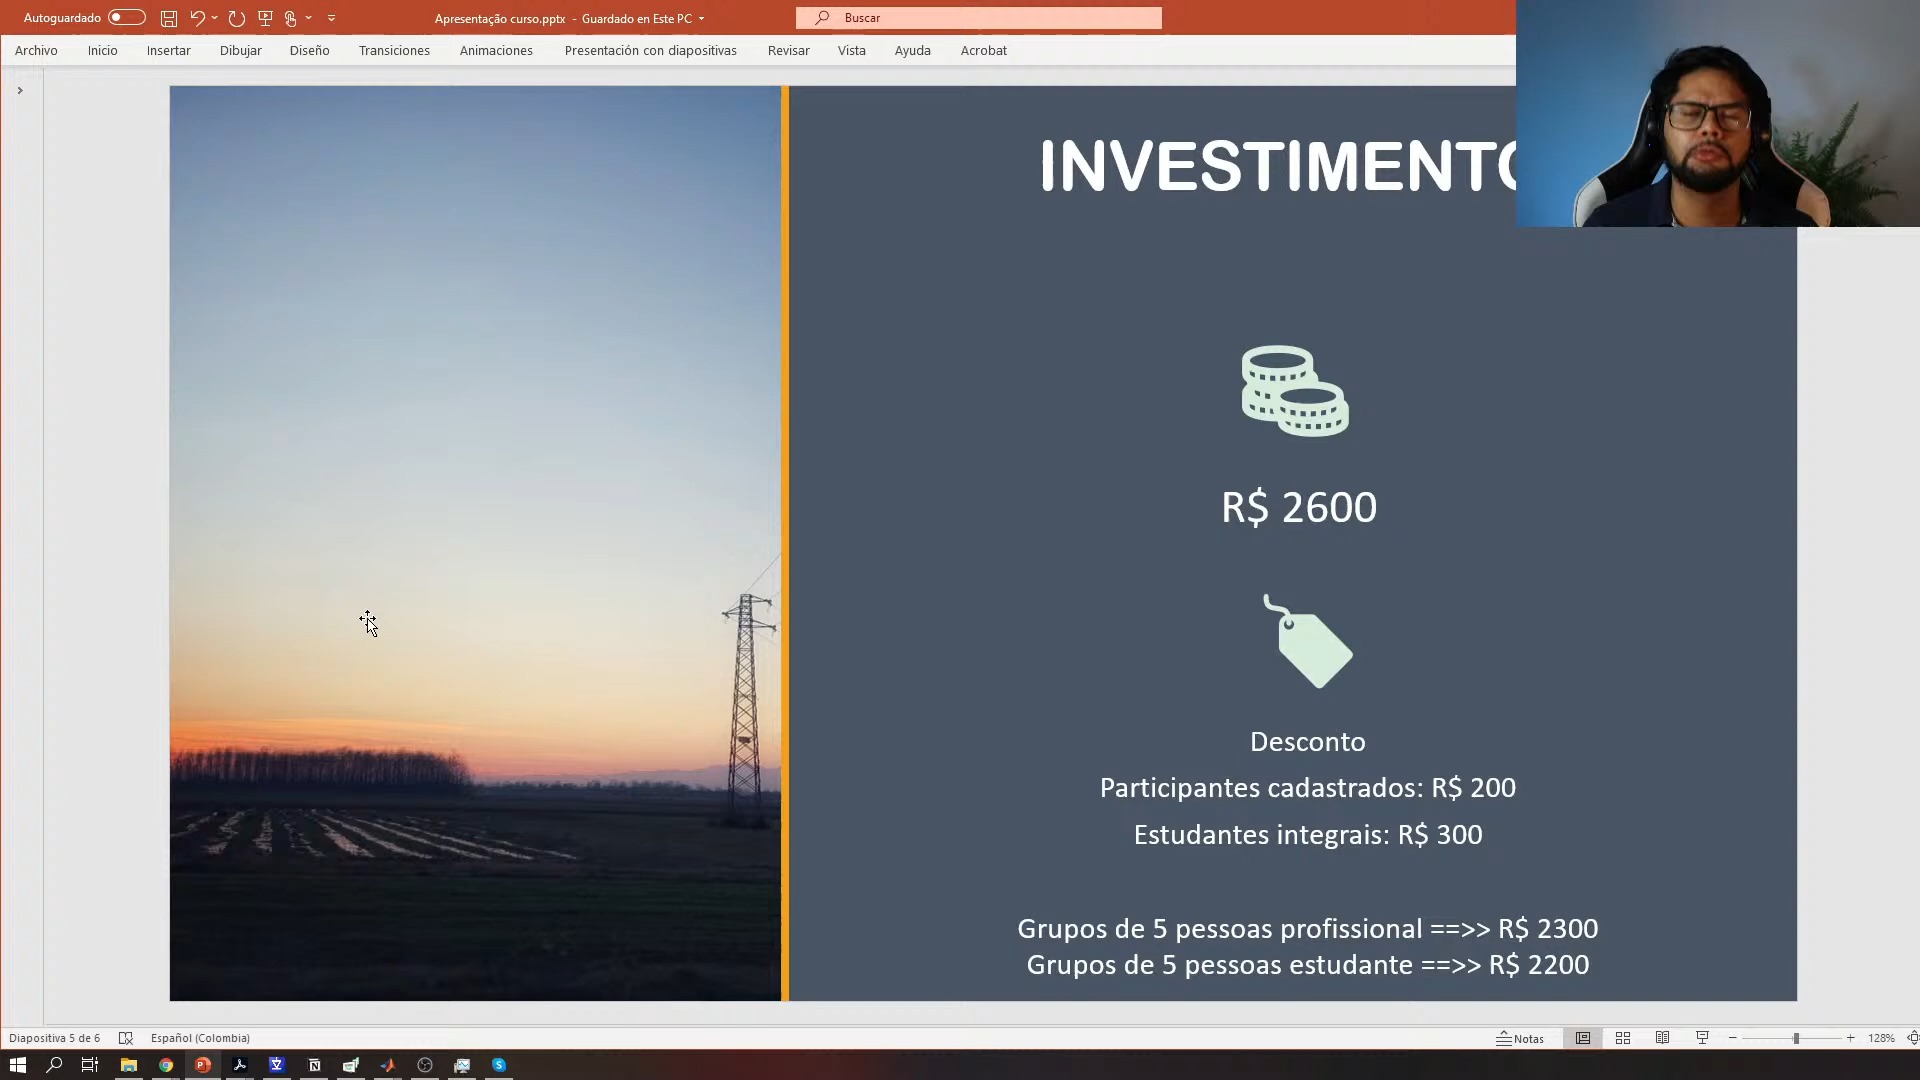 Autoguardado
Apresentação curso.pptx - Guardado en Este PC
Buscar
Archivo Inicio Insertar Dibujar Diseño Transiciones Animaciones Presentación con diapositivas Revisar Vista Ayuda Acrobat
INVESTIMENTO
R$ 2600
Desconto
Participantes cadastrados: R$ 200
Estudantes integrais: R$ 300
Grupos de 5 pessoas profissional ==>> R$ 2300
Grupos de 5 pessoas estudante ==>> R$ 2200
Diapositiva 5 de 6 Español (Colombia) Notas 128%